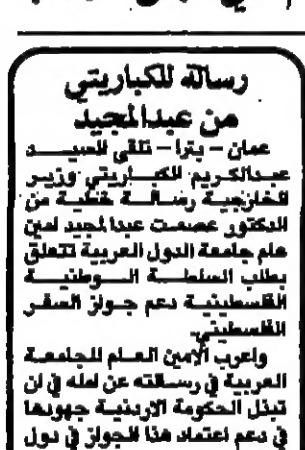 رسالة للكباريتي
من عبدالمجيد
عمان – بترا – تلقى السيد
عبدالكريم الكباريتي وزير
الخارجية رسالة خطية من
الدكتور عصمت عبدالمجيد امين
عام جامعة الدول العربية تتعلق
بطلب السلطة الوطنية
الفلسطينية دعم جواز السفر
الفلسطيني.
واعرب الأمين العام للجامعة
العربية في رسالته عن امله في ان
تبذل الحكومة الاردنية جهودها
في دعم اعتماد هذا الجواز في دول